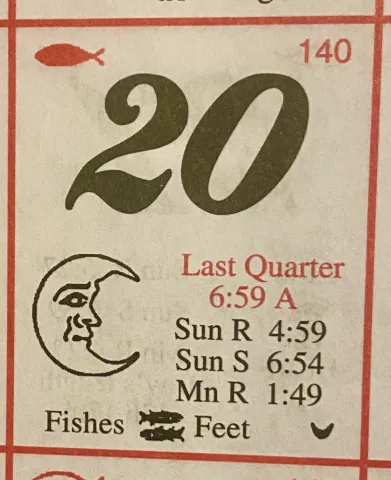 140
20
Last Quarter
6:59 A
Sun R 4:59
Sun S 6:54
Mn R 1:49
Fishes Feet